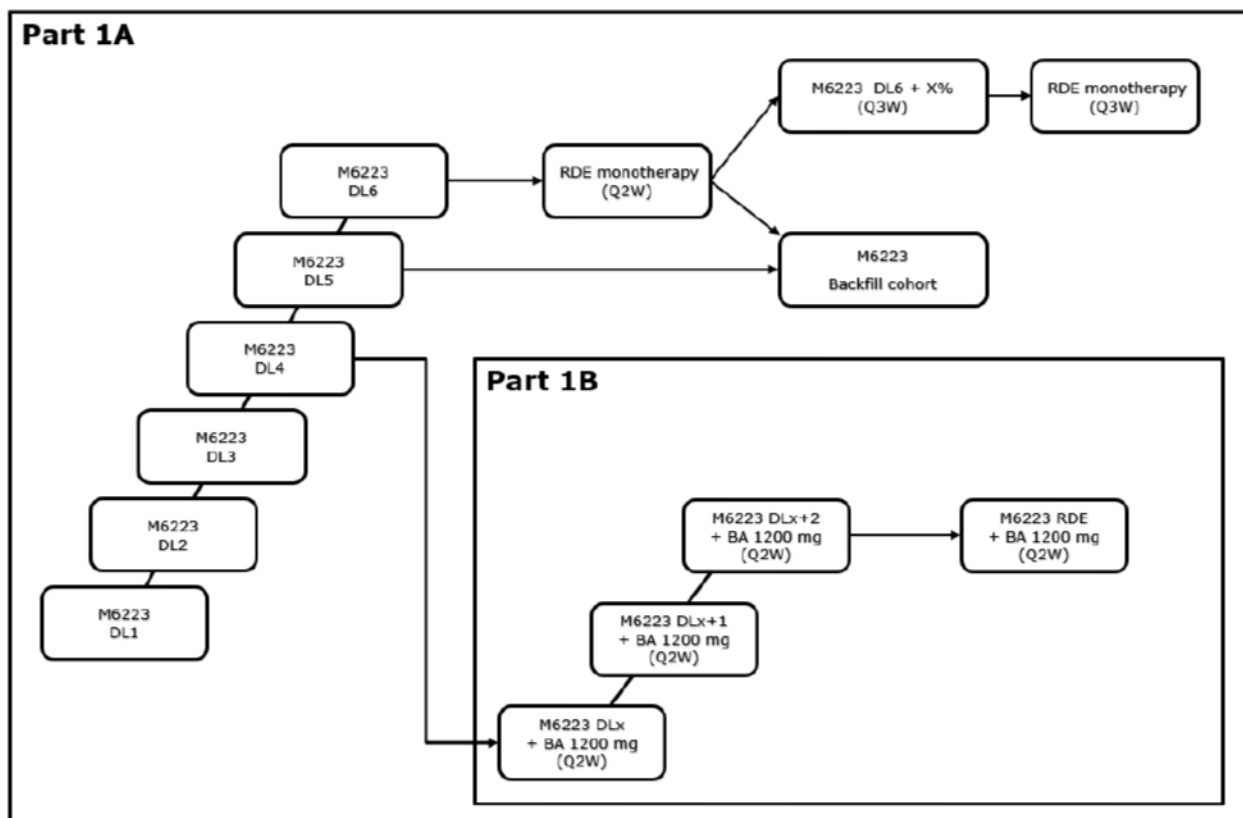 Part 1A
M6223 DL6 + X%
(Q3W)
RDE monotherapy
(Q3W)
M6223
DL6
RDE monotherapy
(Q2W)
M6223
DL5
M6223
Backfill cohort
M6223
DL4
M6223
DL3
M6223
DL2
M6223
DL1
Part 1B
M6223 DLx+2
+ BA 1200 mg
(Q2W)
M6223 RDE
+ BA 1200 mg
(Q2W)
M6223 DLx+1
+ BA 1200 mg
(Q2W)
M6223 DLx
+ BA 1200 mg
(Q2W)